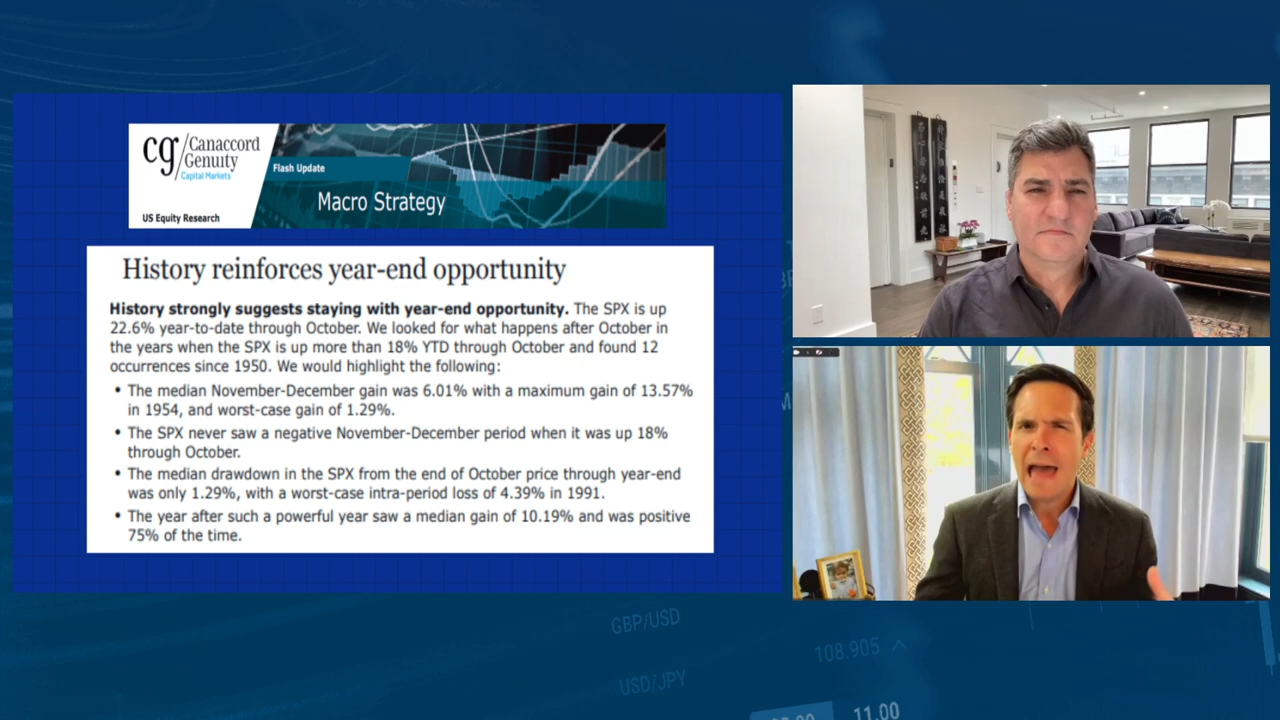 cg/Canaccord
Genuity
Capital Markets
US Equity Research
Flash Update
Macro Strategy
History reinforces year-end opportunity
History strongly suggests staying with year-end opportunity. The SPX is up
22.6% year-to-date through October. We looked for what happens after October in
the years when the SPX is up more than 18% YTD through October and found 12
occurrences since 1950. We would highlight the following:
• The median November-December gain was 6.01% with a maximum gain of 13.57%
in 1954, and worst-case gain of 1.29%.
• The SPX never saw a negative November-December period when it was up 18%
through October.
• The median drawdown in the SPX from the end of October price through year-end
was only 1.29%, with a worst-case intra-period loss of 4.39% in 1991.
• The year after such a powerful year saw a median gain of 10.19% and was positive
75% of the time.
GBP/USD
108.905
USD/JPY
11.00